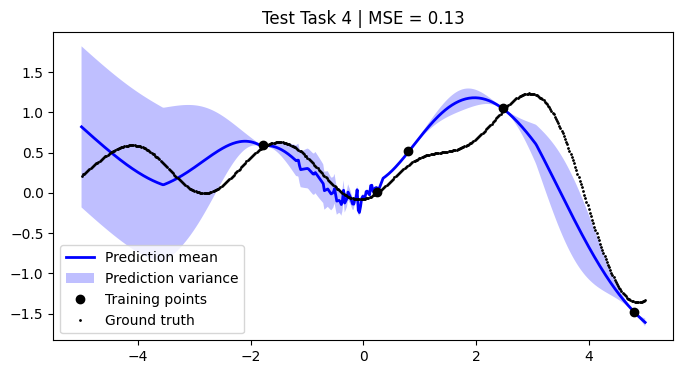 Test Task 4 | MSE = 0.13
1.5
1.0
0.5
0.0
−0.5
−1.0
−1.5
Prediction mean
Prediction variance
Training points
Ground truth
−4 −2 0 2 4